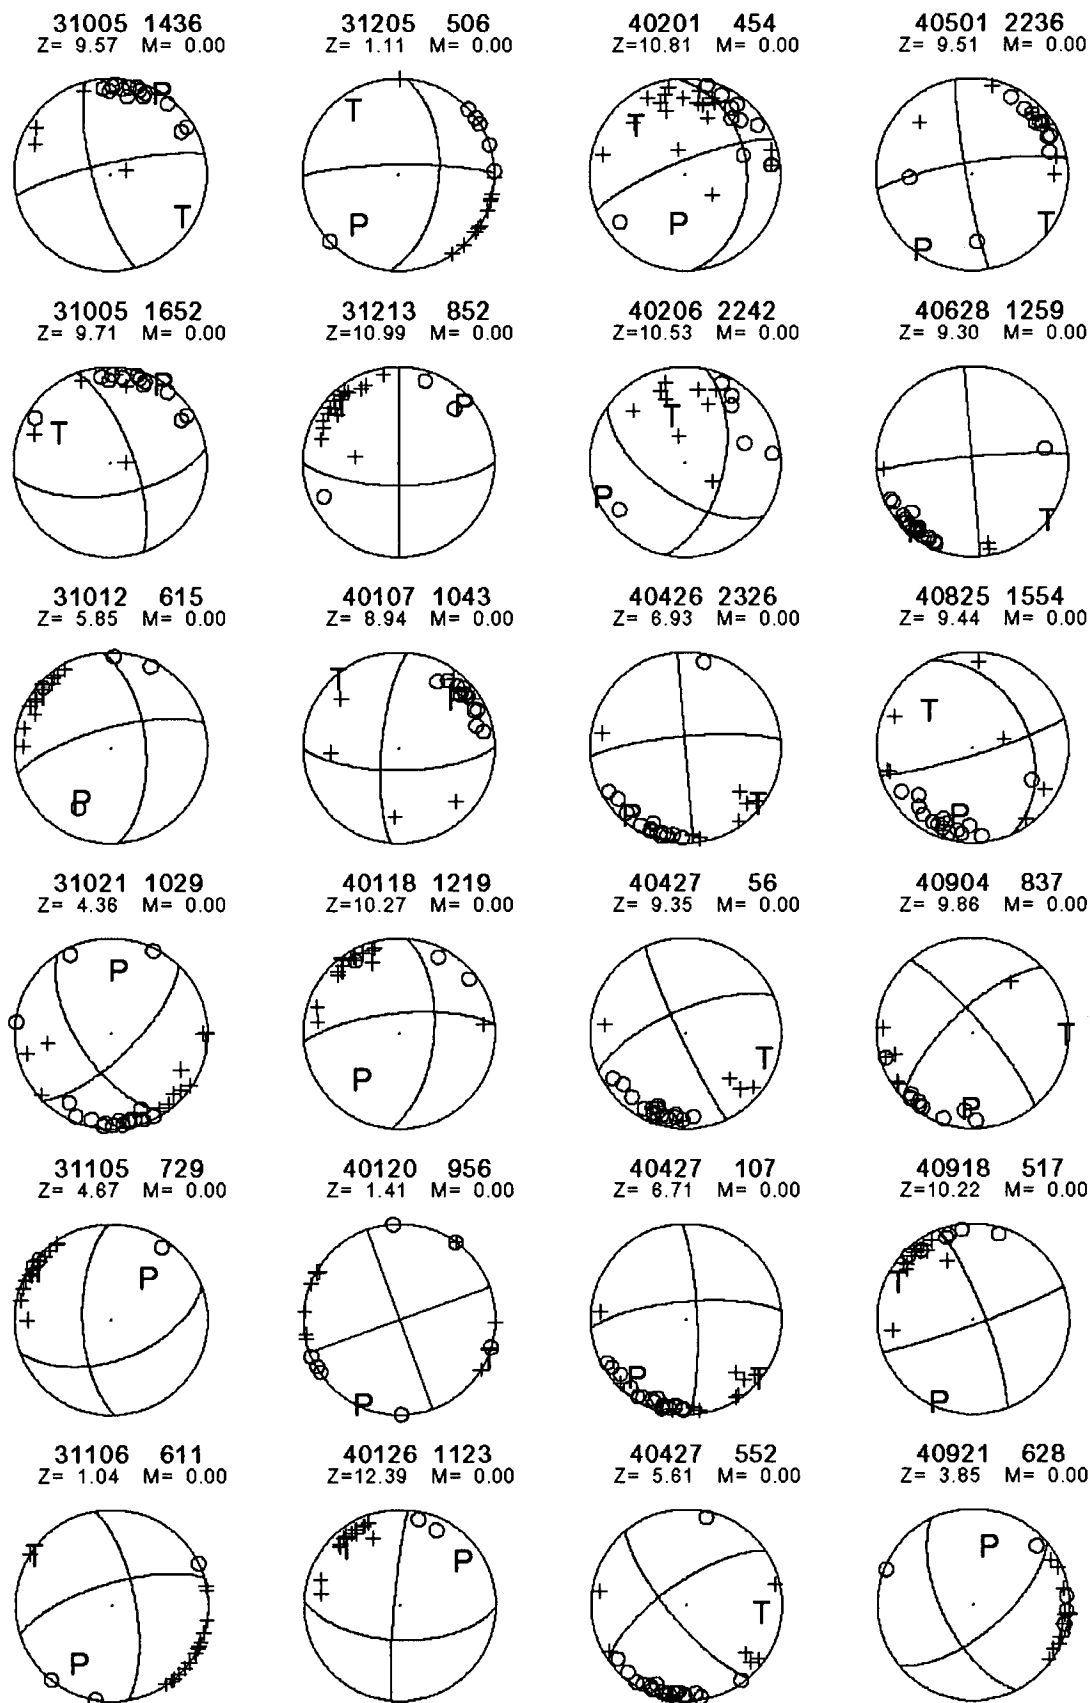 31005 1436 31205 506 40201 454 40501 2236
Z= 9.57 M= 0.00 Z= 1.11 M= 0.00 Z=10.81 M= 0.00 Z= 9.51 M= 0.00
P T T P T P P T
31005 1652 31213 852 40206 2242 40628 1259
Z= 9.71 M= 0.00 Z=10.99 M= 0.00 Z=10.53 M= 0.00 Z= 9.30 M= 0.00
P T T P T P P T
31012 615 40107 1043 40426 2326 40825 1554
Z= 5.85 M= 0.00 Z= 8.94 M= 0.00 Z= 6.93 M= 0.00 Z= 9.44 M= 0.00
P T P P T T P
31021 1029 40118 1219 40427 56 40904 837
Z= 4.36 M= 0.00 Z=10.27 M= 0.00 Z= 9.35 M= 0.00 Z= 9.86 M= 0.00
P P T T P
31105 729 40120 956 40427 107 40918 517
Z= 4.67 M= 0.00 Z= 1.41 M= 0.00 Z= 6.71 M= 0.00 Z=10.22 M= 0.00
T P P T P T T P
31106 611 40126 1123 40427 552 40921 628
Z= 1.04 M= 0.00 Z=12.39 M= 0.00 Z= 5.61 M= 0.00 Z= 3.85 M= 0.00
T P T P T P